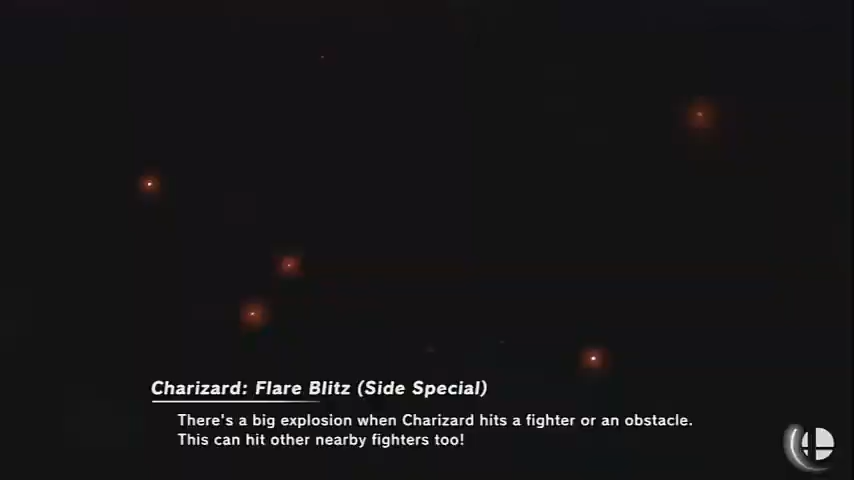 Charizard: Flare Blitz (Side Special)
There's a big explosion when Charizard hits a fighter or an obstacle.
This can hit other nearby fighters too!